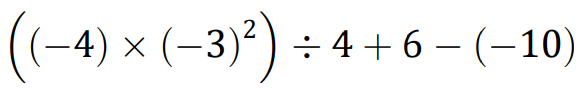 ((−4) × (−3)²) ÷ 4 + 6 − (−10)